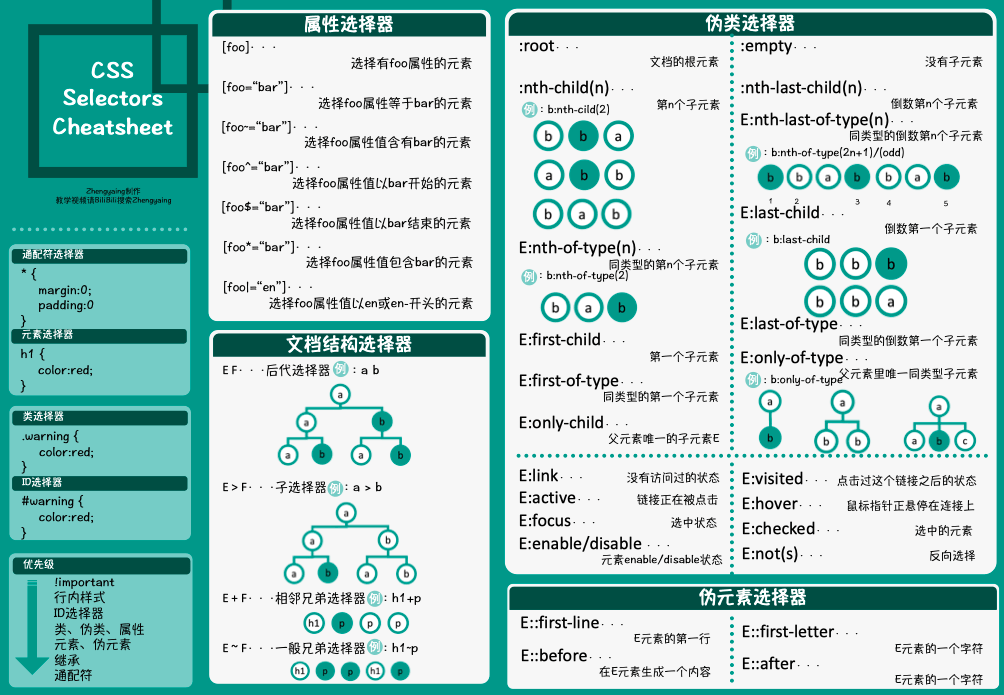 CSS
Selectors
Cheatsheet
Zhengyaing制作
教学视频请BiliBili搜索Zhengyaing
通配符选择器
* {
margin:0;
padding:0
}
元素选择器
h1 {
color:red;
}
类选择器
.warning {
color:red;
}
ID选择器
#warning {
color:red;
}
优先级
!important
行内样式
ID选择器
类、伪类、属性
元素、伪元素
继承
通配符
属性选择器
[foo]···
选择有foo属性的元素
[foo=“bar”]···
选择foo属性等于bar的元素
[foo~=“bar”]···
选择foo属性值含有bar的元素
[foo^=“bar”]···
选择foo属性值以bar开始的元素
[foo$=“bar”]···
选择foo属性值以bar结束的元素
[foo*=“bar”]···
选择foo属性值包含bar的元素
[foo|=“en”]···
选择foo属性值以en或en-开头的元素
文档结构选择器
E F···后代选择器 例：a b
a
a b
a b a b
E > F···子选择器 例：a > b
a
a b
a b a b
E + F···相邻兄弟选择器 例：h1+p
h1 p p p
E ~ F···一般兄弟选择器 例：h1~p
h1 p p h1 p
伪类选择器
:root···
文档的根元素
:nth-child(n)···
第n个子元素
例：b:nth-cild(2)
b b a
a b b
b a b
E:nth-of-type(n)···
同类型的第n个子元素
例：b:nth-of-type(2)
b a b
E:first-child···
第一个子元素
E:first-of-type···
同类型的第一个子元素
E:only-child···
父元素唯一的子元素E
:empty···
没有子元素
:nth-last-child(n)···
倒数第n个子元素
E:nth-last-of-type(n)···
同类型的倒数第n个子元素
例：b:nth-of-type(2n+1)/(odd)
b b a b b a b
1 2 3 4 5
E:last-child···
倒数第一个子元素
例：b:last-child
b b b
b b a
E:last-of-type···
同类型的倒数第一个子元素
E:only-of-type···
父元素里唯一同类型子元素
例：b:only-of-type
a a a
b b b a b c
E:link···
没有访问过的状态
E:active···
链接正在被点击
E:focus···
选中状态
E:enable/disable···
元素enable/disable状态
E:visited···
点击过这个链接之后的状态
E:hover···
鼠标指针正悬停在连接上
E:checked···
选中的元素
E:not(s)···
反向选择
伪元素选择器
E::first-line···
E元素的第一行
E::before···
在E元素生成一个内容
E::first-letter···
E元素的一个字符
E::after···
E元素的一个字符